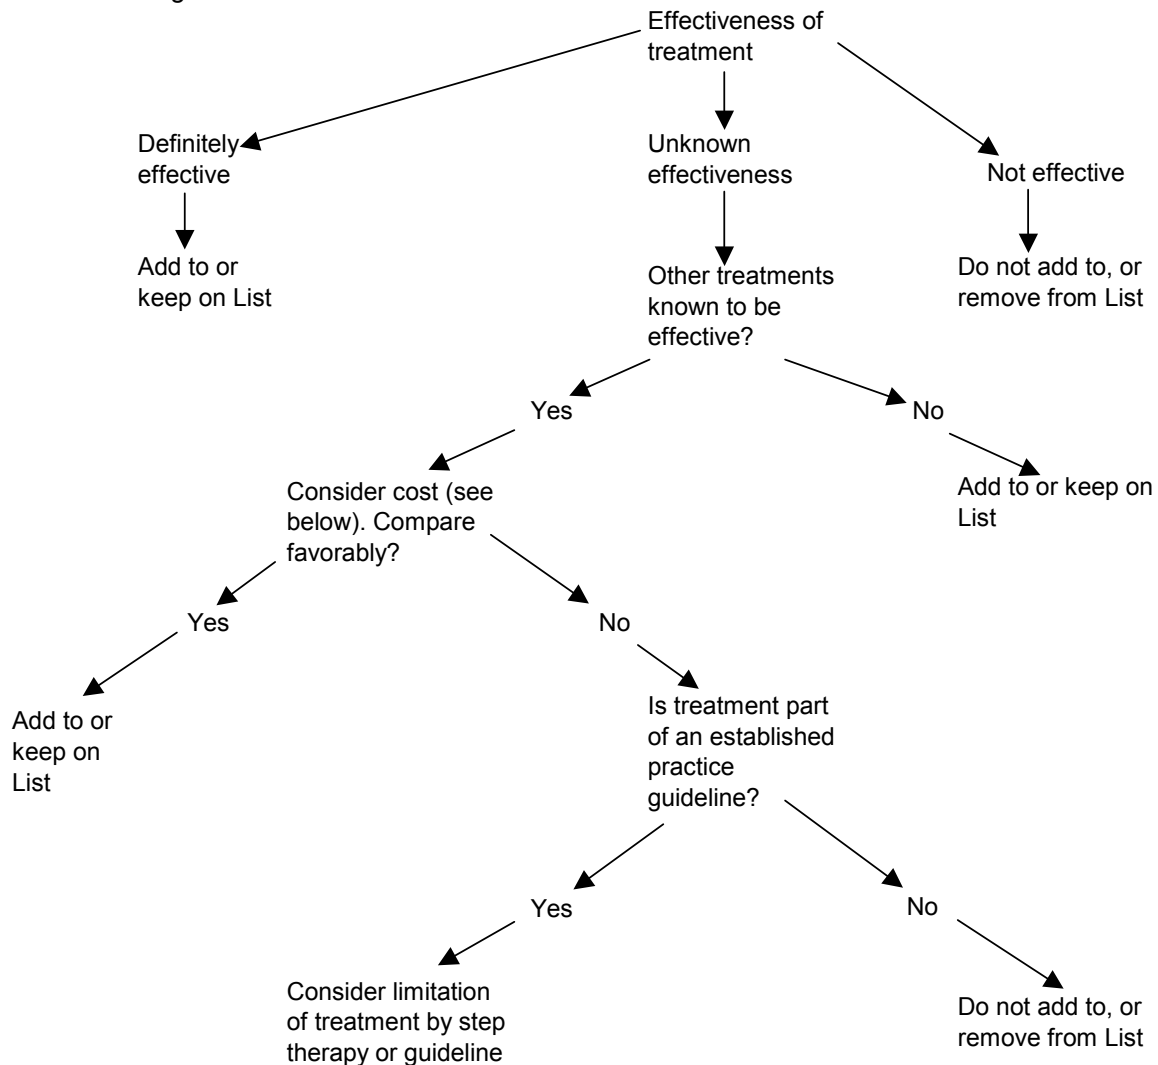 Effectiveness of
treatment
Definitely
effective
Unknown
effectiveness
Not effective
Add to or
keep on List
Other treatments
known to be
effective?
Do not add to, or
remove from List
Yes
No
Consider cost (see
below). Compare
favorably?
Add to or keep on
List
Yes
No
Add to or
keep on
List
Is treatment part
of an established
practice
guideline?
Yes
No
Consider limitation
of treatment by step
therapy or guideline
Do not add to, or
remove from List